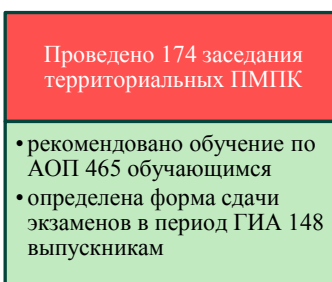 Проведено 174 заседания
территориальных ПМПК
• рекомендовано обучение по
АОП 465 обучающимся
• определена форма сдачи
экзаменов в период ГИА 148
выпускникам